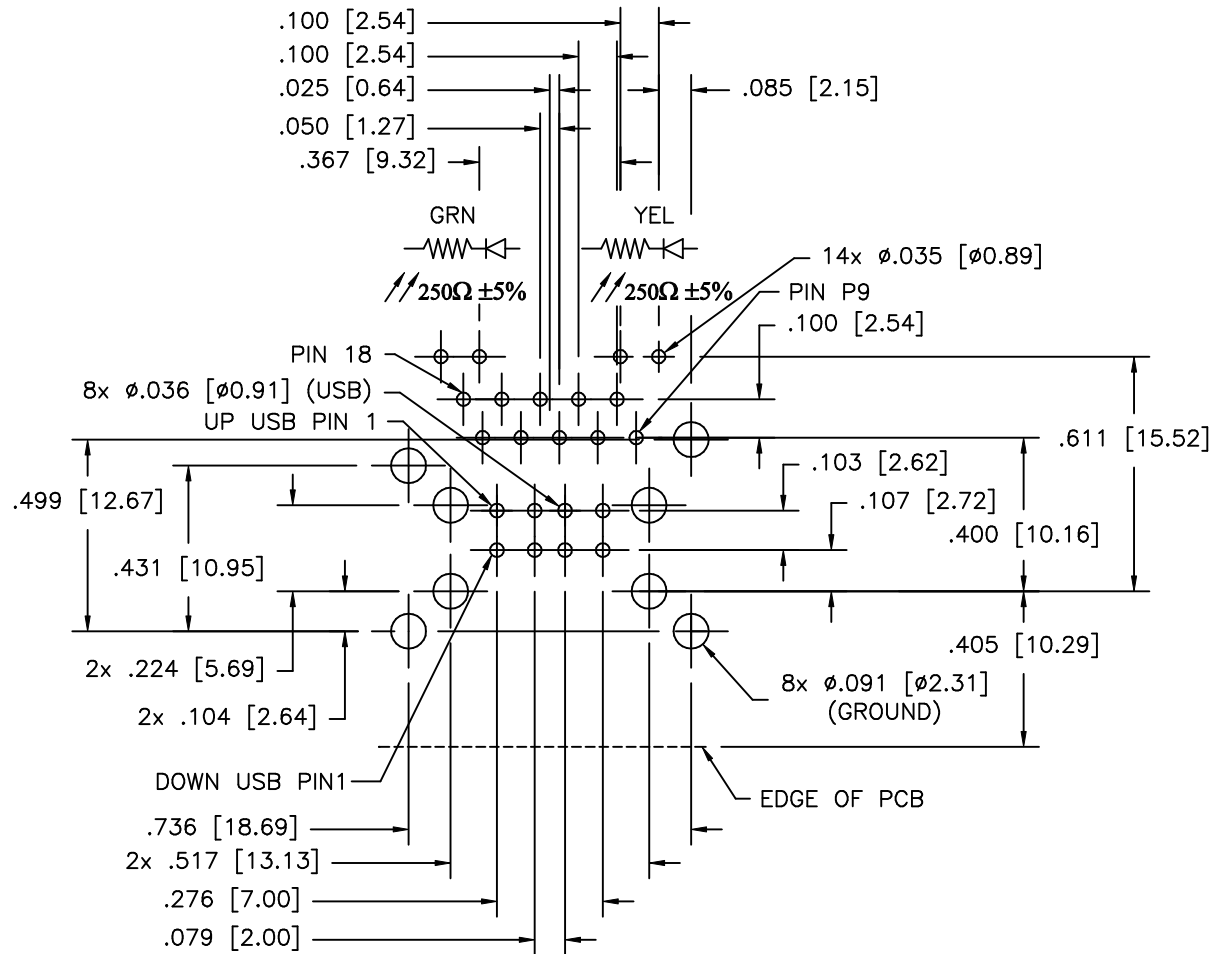 .100 [2.54]
.100 [2.54]
.025 [0.64]
.085 [2.15]
.050 [1.27]
.367 [9.32]
GRN
YEL
14x ø.035 [ø0.89]
250Ω ±5%
250Ω ±5%
PIN P9
.100 [2.54]
PIN 18
8x ø.036 [ø0.91] (USB)
UP USB PIN 1
.611 [15.52]
.103 [2.62]
.499 [12.67]
.107 [2.72]
.400 [10.16]
.431 [10.95]
.405 [10.29]
2x .224 [5.69]
8x ø.091 [ø2.31]
(GROUND)
2x .104 [2.64]
DOWN USB PIN1
EDGE OF PCB
.736 [18.69]
2x .517 [13.13]
.276 [7.00]
.079 [2.00]